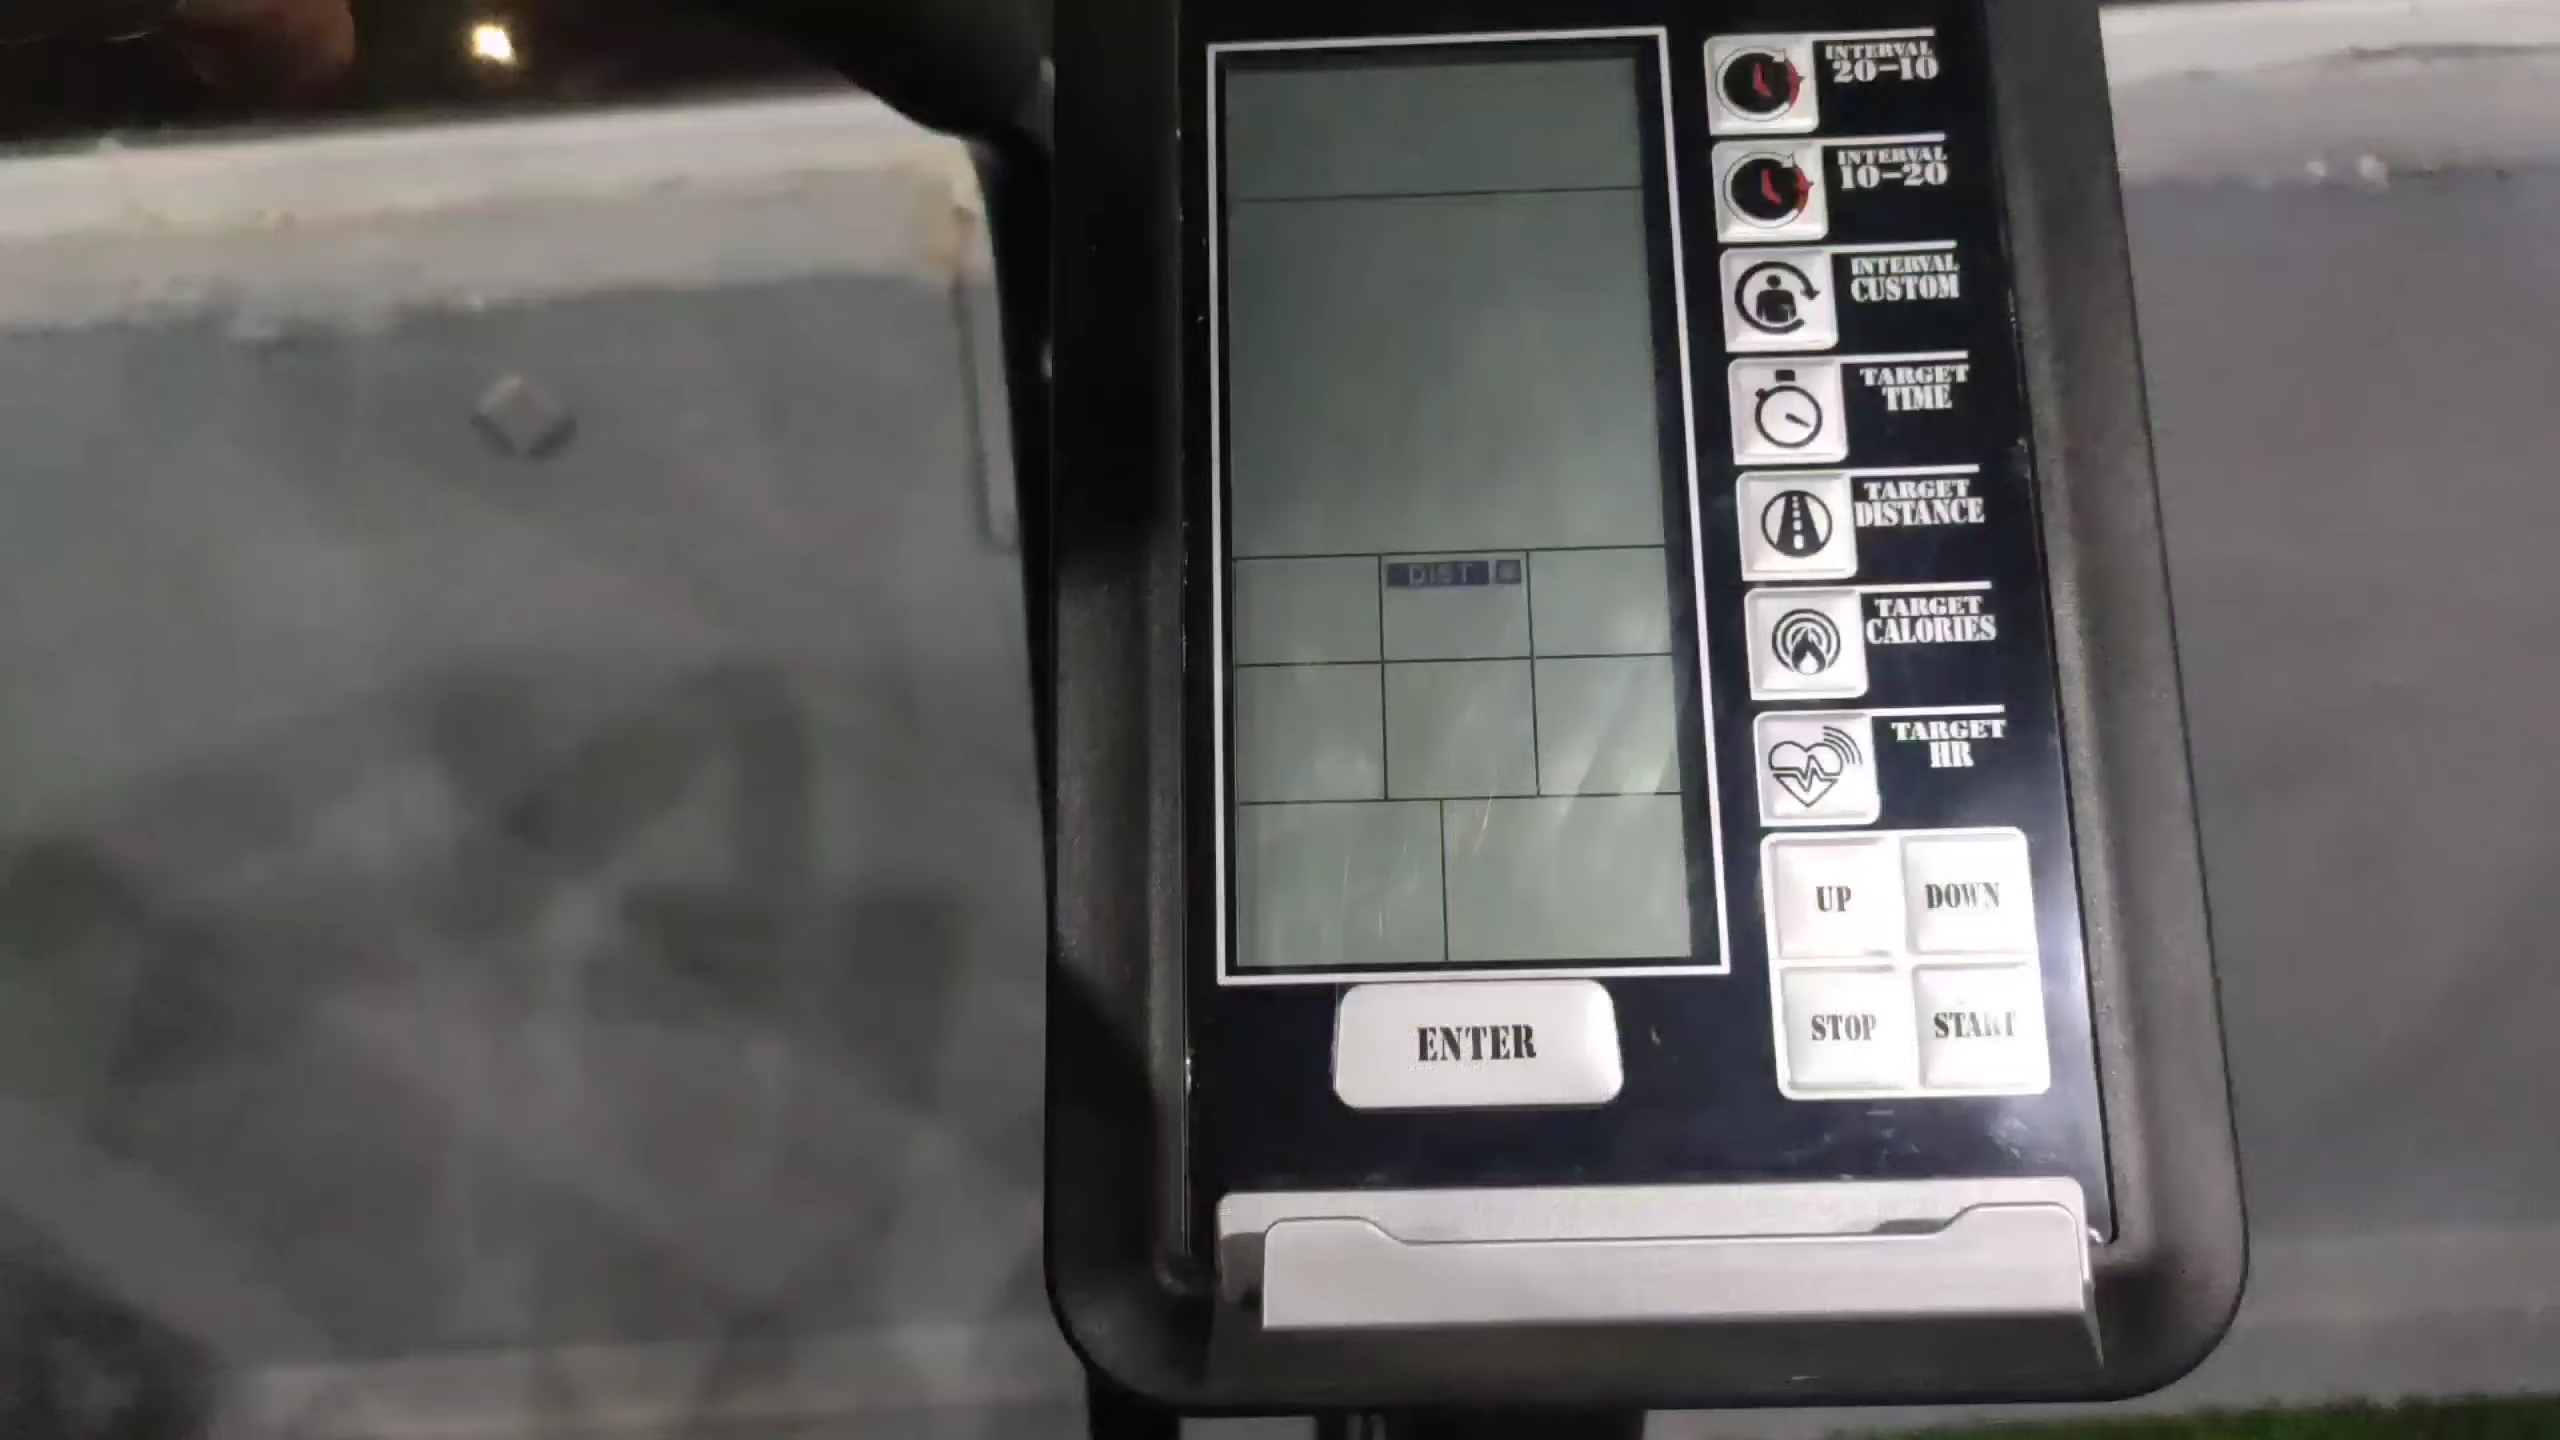 INTERVAL
20-10
INTERVAL
10-20
INTERVAL
CUSTOM
TARGET
TIME
TARGET
DISTANCE
DIST
TARGET
CALORIES
TARGET
HR
UP
DOWN
STOP
START
ENTER